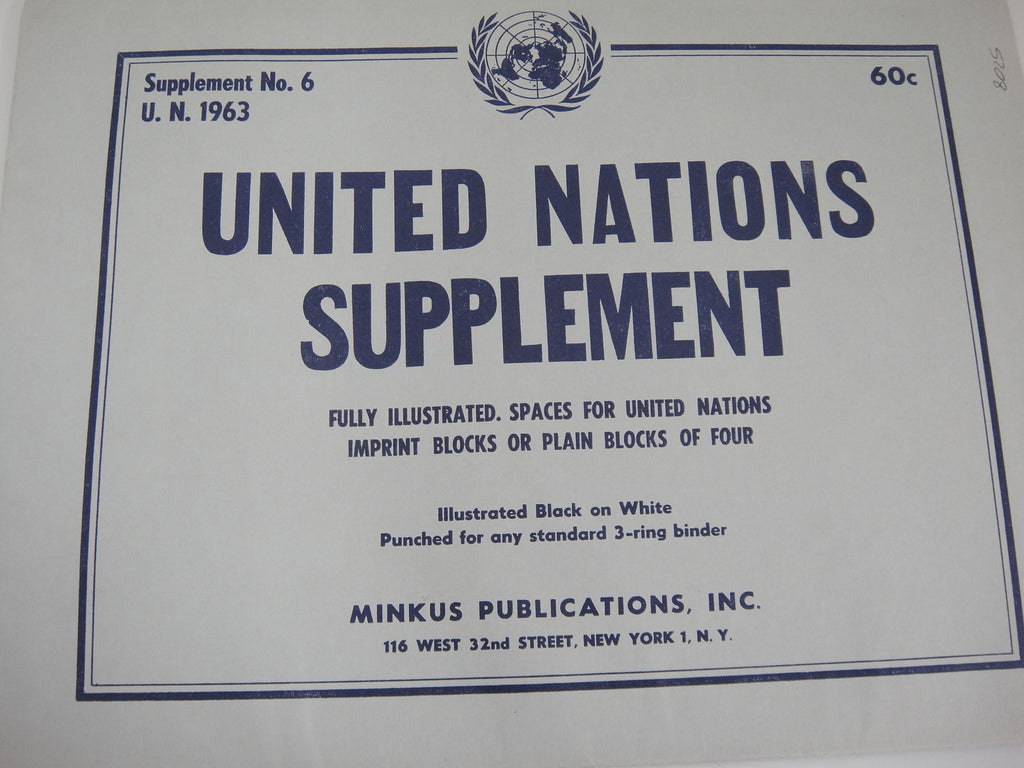 Supplement No. 6
U. N. 1963
60c
UNITED NATIONS
SUPPLEMENT
FULLY ILLUSTRATED. SPACES FOR UNITED NATIONS
IMPRINT BLOCKS OR PLAIN BLOCKS OF FOUR
Illustrated Black on White
Punched for any standard 3-ring binder
MINKUS PUBLICATIONS, INC.
116 WEST 32nd STREET, NEW YORK 1, N. Y.